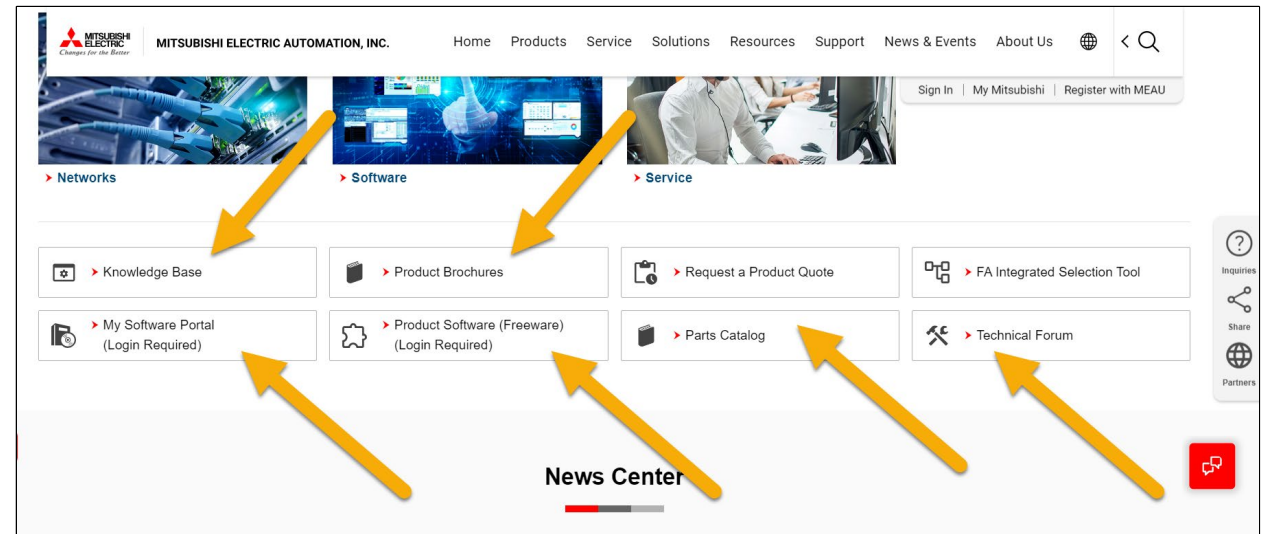 MITSUBISHI
ELECTRIC
Changes for the Better
MITSUBISHI ELECTRIC AUTOMATION, INC.
Home Products Service Solutions Resources Support News & Events About Us
Sign In | My Mitsubishi | Register with MEAU
Networks
Software
Service
Knowledge Base
Product Brochures
Request a Product Quote
FA Integrated Selection Tool
My Software Portal
(Login Required)
Product Software (Freeware)
(Login Required)
Parts Catalog
Technical Forum
Inquiries
Share
Partners
News Center